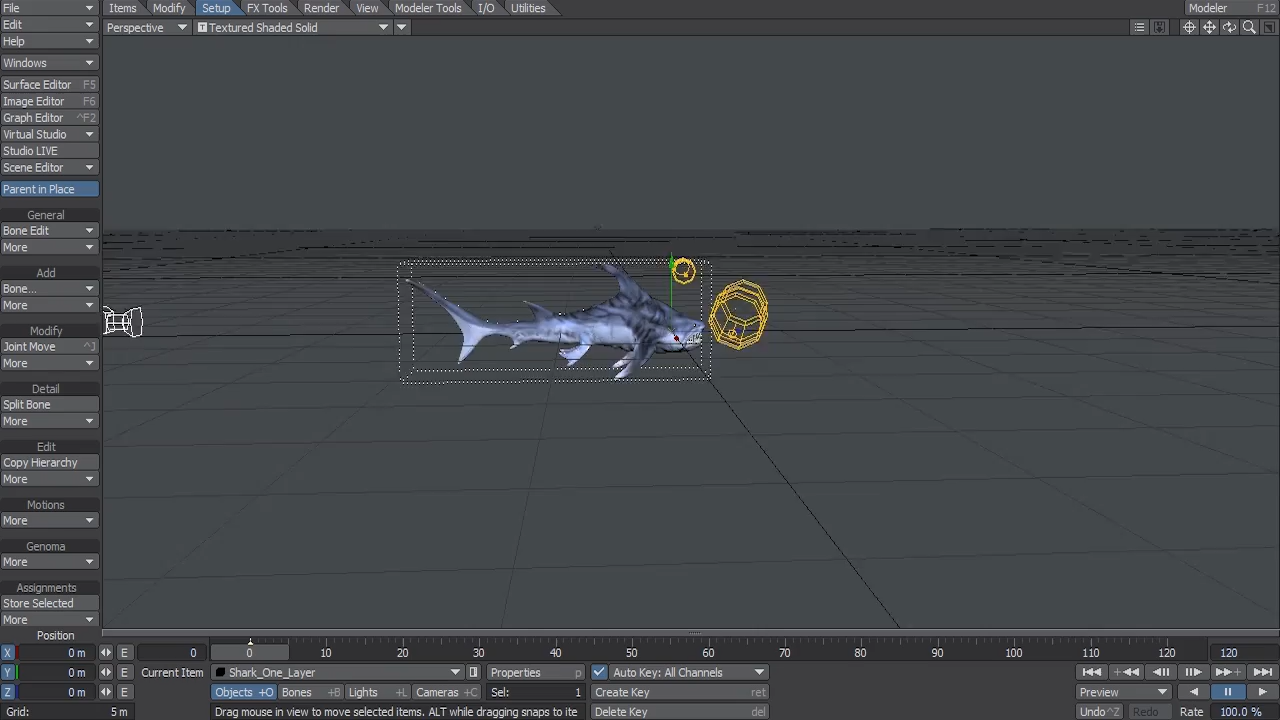 File Items Modify Setup FX Tools Render View Modeler Tools I/O Utilities Modeler F12
Edit Perspective T Textured Shaded Solid
Help
Windows
Surface Editor F5
Image Editor F6
Graph Editor ^F2
Virtual Studio
Studio LIVE
Scene Editor
Parent in Place
General
Bone Edit
More
Add
Bone...
More
Modify
Joint Move ^J
More
Detail
Split Bone
More
Edit
Copy Hierarchy
More
Motions
More
Genoma
More
Assignments
Store Selected
More
Position
X 0 m E 0 0 10 20 30 40 50 60 70 80 90 100 110 120 120
Y 0 m E Current Item Shark_One_Layer Properties p Auto Key: All Channels
Z 0 m E Objects +O Bones +B Lights +L Cameras +C Sel: 1 Create Key ret Preview
Grid: 5 m Drag mouse in view to move selected items. ALT while dragging snaps to ite Delete Key del Undo ^Z Redo Rate 100.0 %